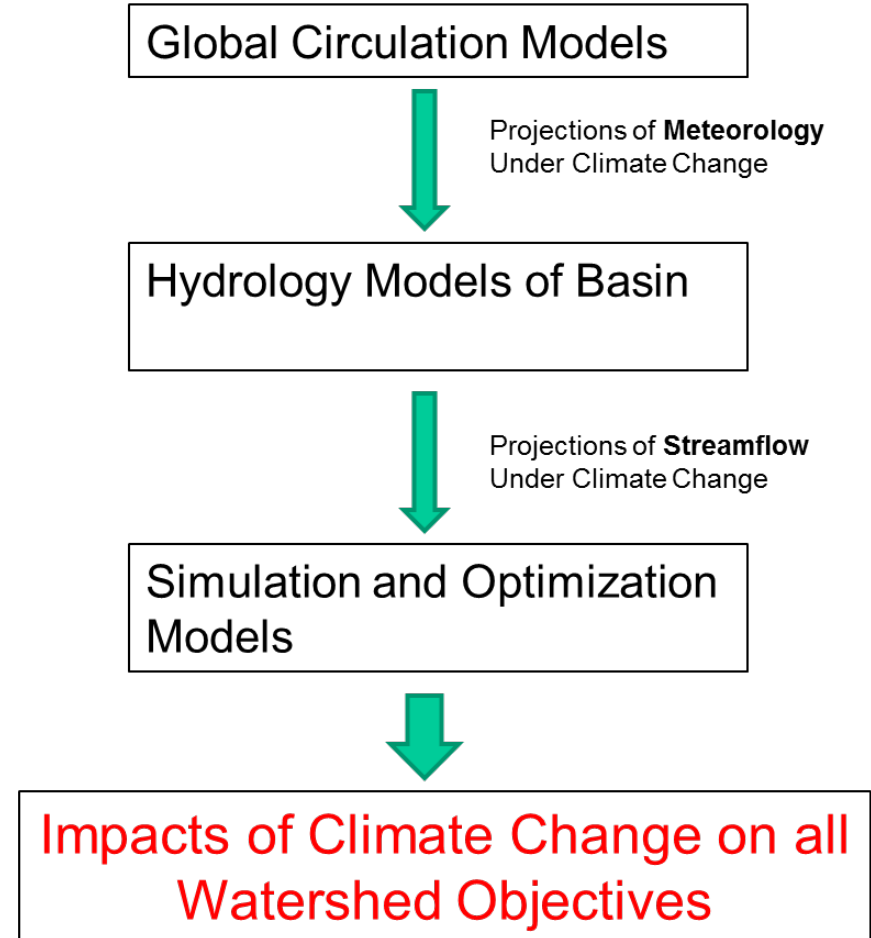 Global Circulation Models
Projections of Meteorology
Under Climate Change
Hydrology Models of Basin
Projections of Streamflow
Under Climate Change
Simulation and Optimization
Models
Impacts of Climate Change on all
Watershed Objectives